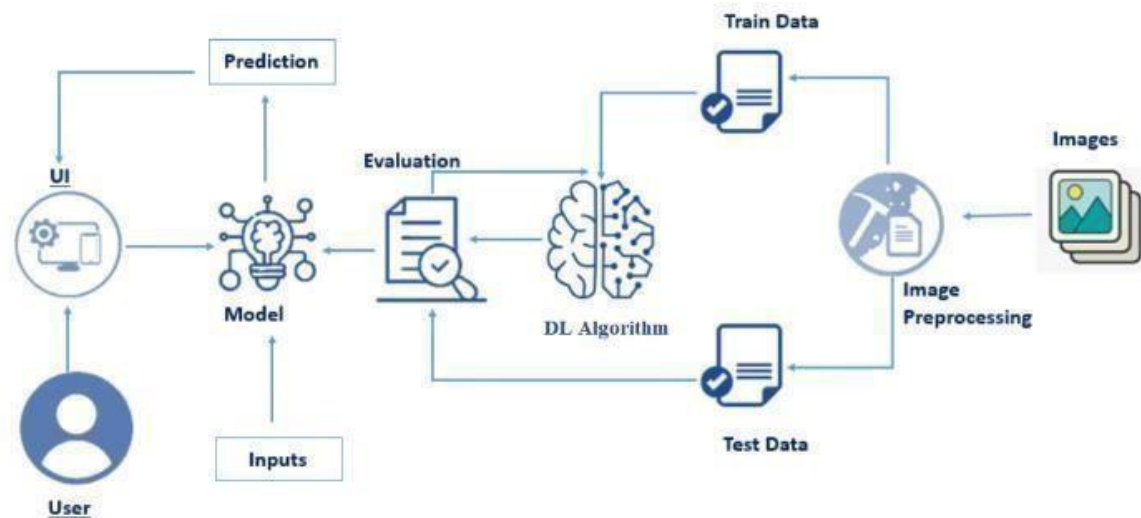 Train Data
Prediction
Images
Evaluation
UI
Image
Preprocessing
Model
DL Algorithm
Test Data
Inputs
User